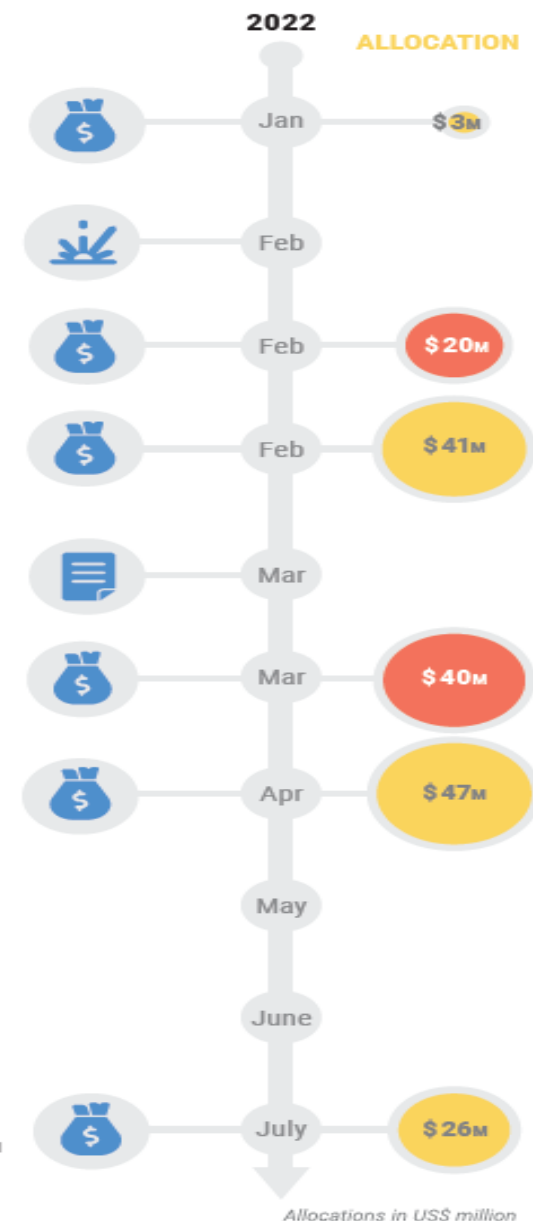 2022
ALLOCATION
$
Jan
$3M
Feb
$
Feb
$20M
$
Feb
$41M
Mar
$
Mar
$40M
$
Apr
$47M
May
June
$
July
$26M
Allocations in US$ million